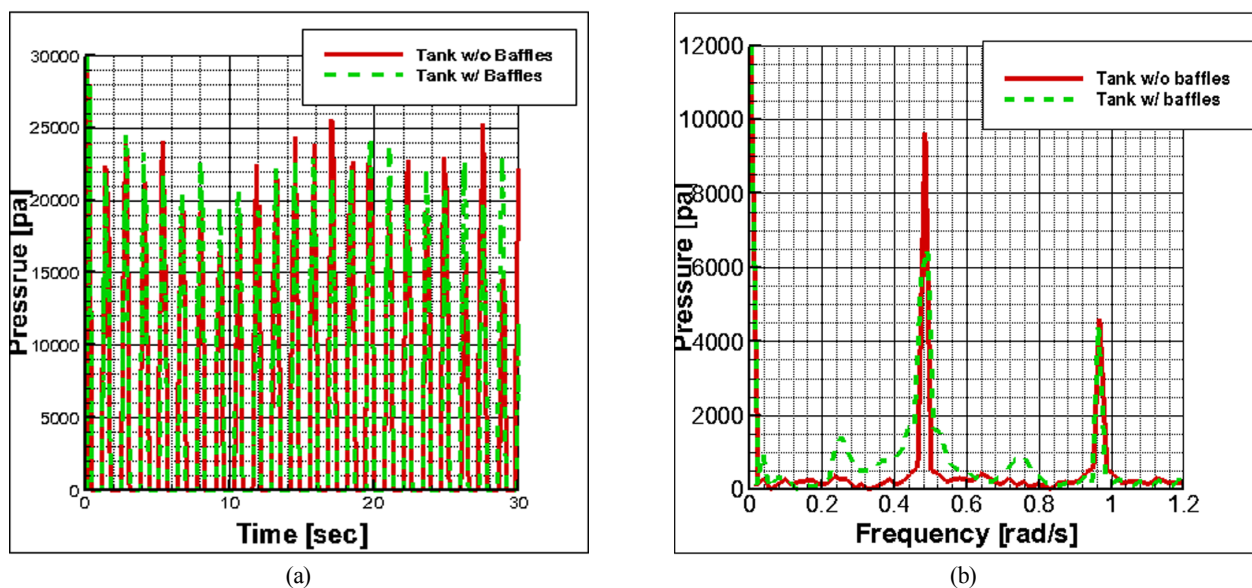 Tank w/o Baffles
Tank w/ Baffles
30000
25000
20000
15000
10000
5000
0
Pressrue [pa]
0 10 20 30
Time [sec]
(a)
Tank w/o baffles
Tank w/ baffles
12000
10000
8000
6000
4000
2000
0
Pressure [pa]
0 0.2 0.4 0.6 0.8 1 1.2
Frequency [rad/s]
(b)